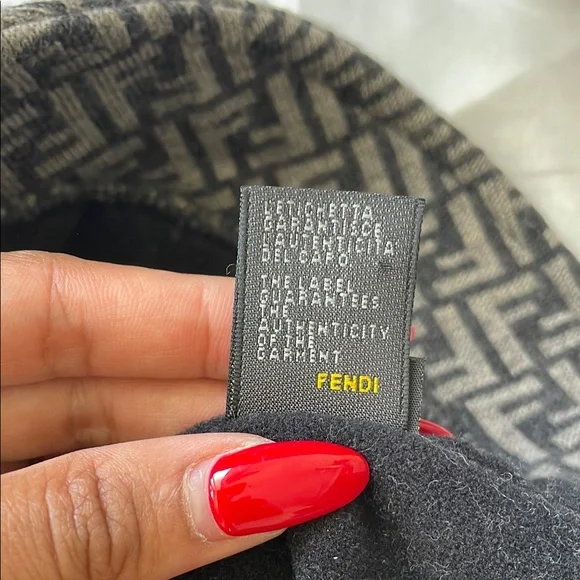 L'ETICHETTA
GARANTISCE
L'AUTENTICITA
DEL CAPO
THE LABEL
GUARANTEES
THE
AUTHENTICITY
OF THE
GARMENT
FENDI